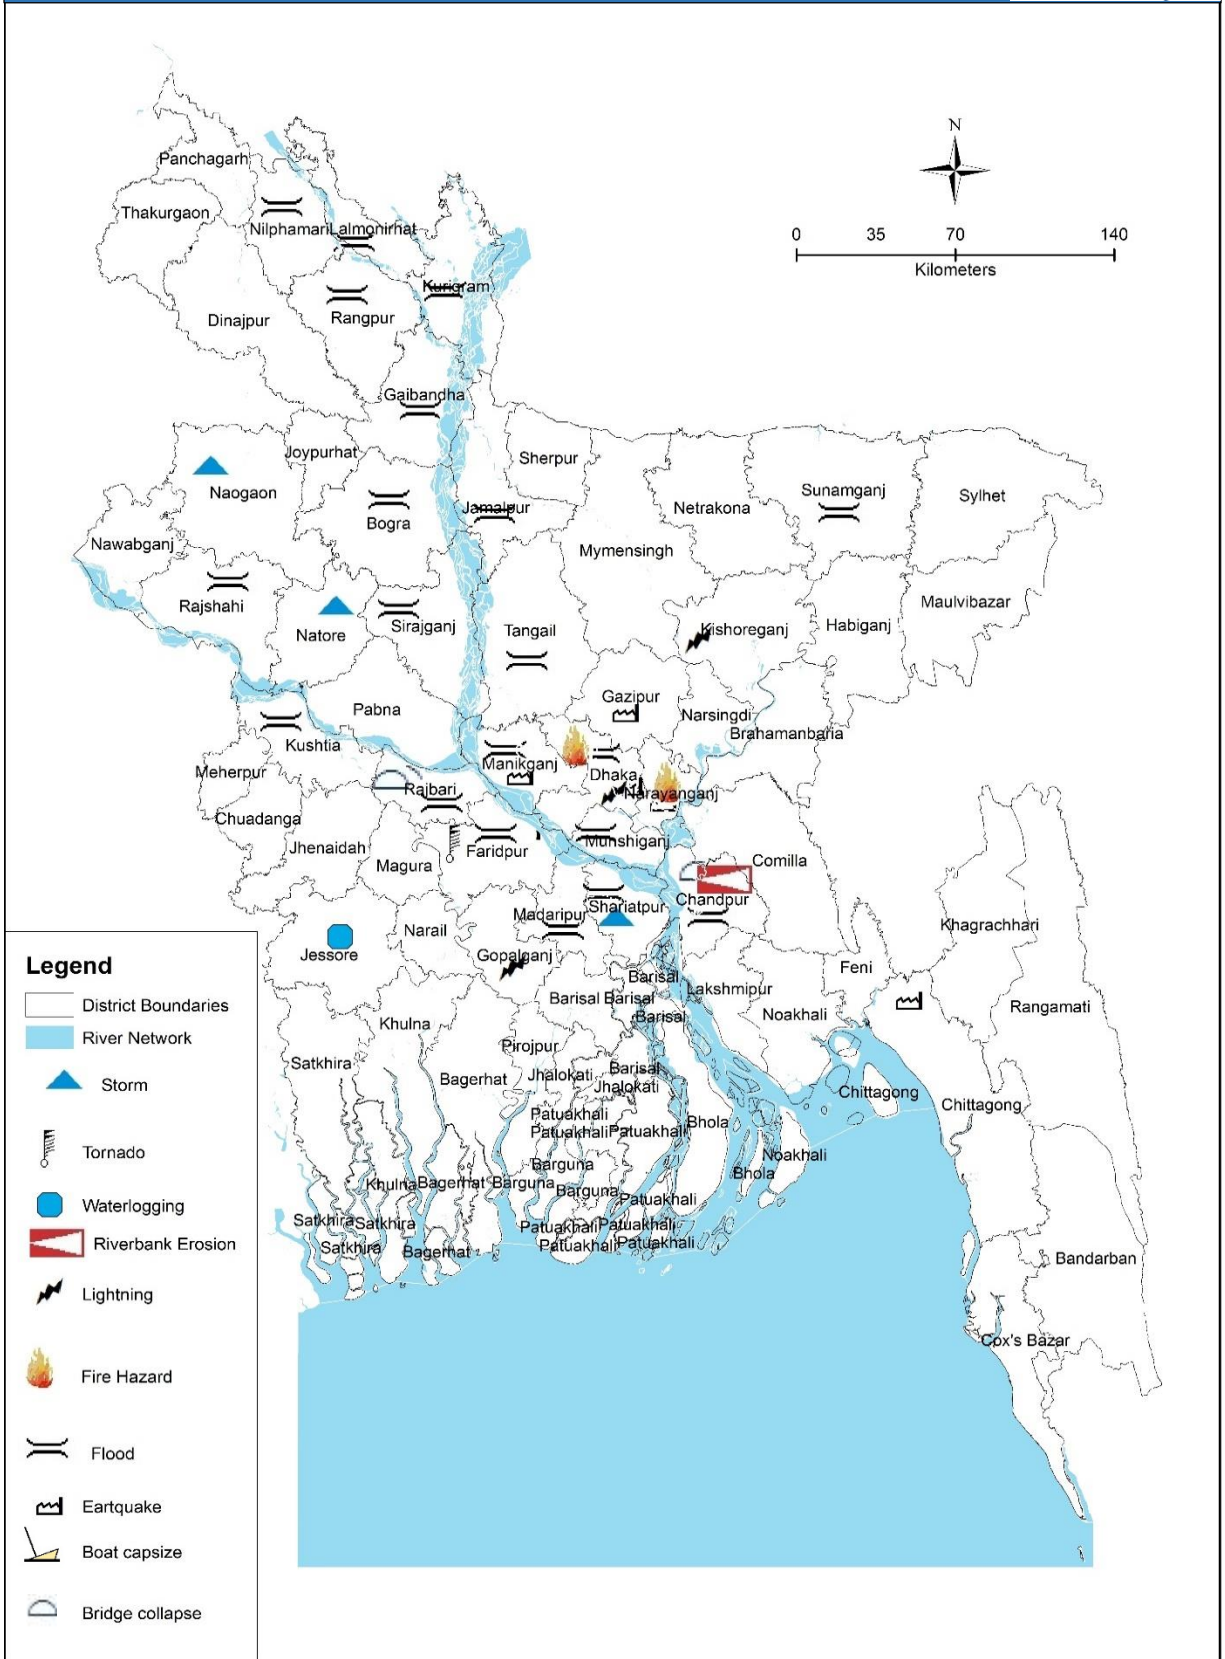 N
0 35 70 140
Kilometers
Panchagarh
Thakurgaon
Nilphamari
Lalmonirhat
Kurigram
Dinajpur
Rangpur
Gaibandha
Joypurhat
Naogaon
Sherpur
Sunamganj
Sylhet
Bogra
Jamalpur
Netrakona
Nawabganj
Mymensingh
Rajshahi
Natore
Sirajganj
Tangail
Kishoreganj
Habiganj
Maulvibazar
Pabna
Gazipur
Narsingdi
Brahamanbaria
Kushtia
Manikganj
Meherpur
Dhaka
Rajbari
Narayanganj
Chuadanga
Jhenaidah
Magura
Faridpur
Munshiganj
Comilla
Chandpur
Shariatpur
Madaripur
Narail
Jessore
Gopalganj
Khagrachhari
Feni
Barisal
Lakshmipur
Barisal
Barisal
Barisal
Noakhali
Rangamati
Khulna
Pirojpur
Satkhira
Bagerhat
Jhalokati
Barisal
Jhalokati
Chittagong
Chittagong
Patuakhali
Patuakhali
Patuakhali
Bhola
Noakhali
Barguna
Bhola
Khulna
Bagerhat
Barguna
Barguna
Patuakhali
Satkhira
Satkhira
Patuakhali
Patuakhali
Satkhira
Bagerhat
Patuakhali
Patuakhali
Bandarban
Cox's Bazar
Legend
District Boundaries
River Network
Storm
Tornado
Waterlogging
Riverbank Erosion
Lightning
Fire Hazard
Flood
Eartquake
Boat capsize
Bridge collapse